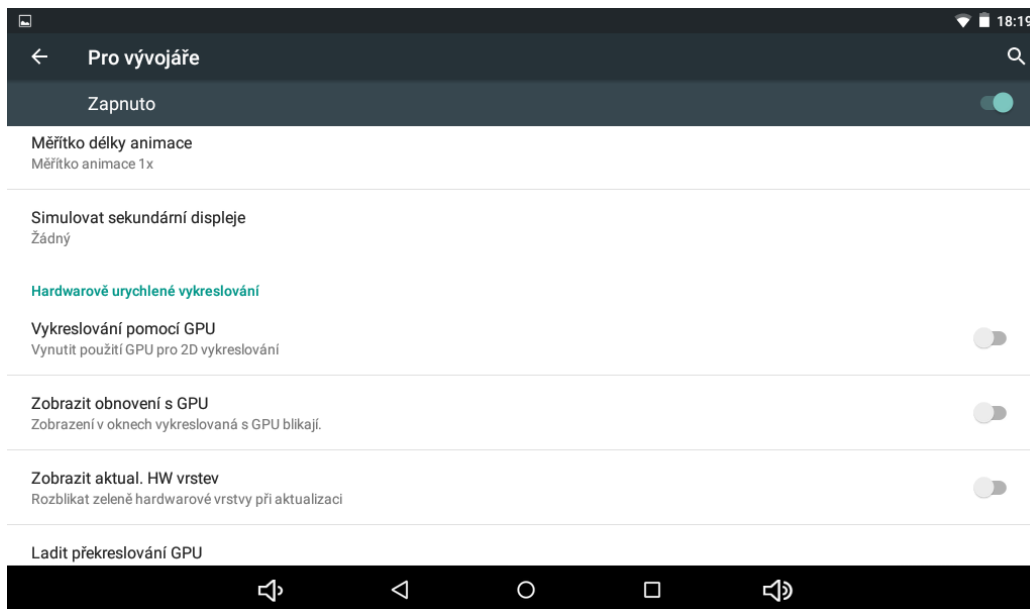 18:19
Pro vývojáře
Zapnuto
Měřítko délky animace
Měřítko animace 1x
Simulovat sekundární displeje
Žádný
Hardwarově urychlené vykreslování
Vykreslování pomocí GPU
Vynutit použití GPU pro 2D vykreslování
Zobrazit obnovení s GPU
Zobrazení v oknech vykreslovaná s GPU blikají.
Zobrazit aktual. HW vrstev
Rozblikat zeleně hardwarové vrstvy při aktualizaci
Ladit překreslování GPU